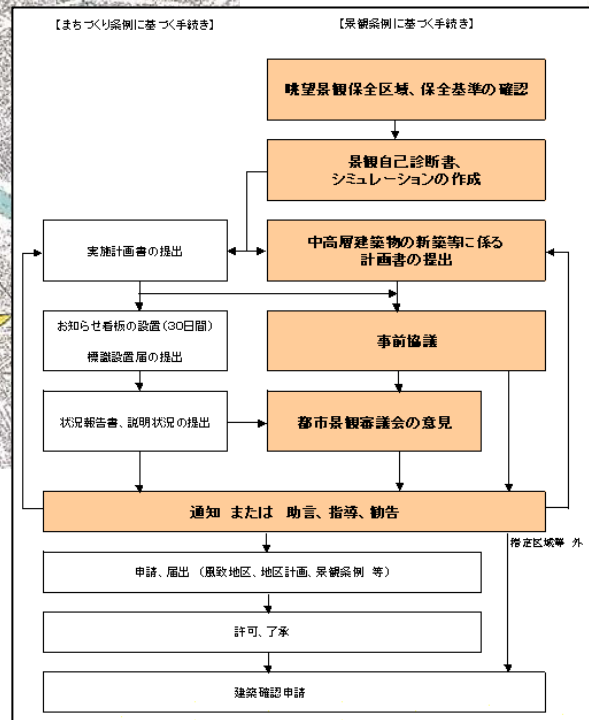 【まちづくり条例に基づく手続き】
【景観条例に基づく手続き】
眺望景観保全区域、保全基準の確認
景観自己診断書、
シミュレーションの作成
実施計画書の提出
中高層建築物の新築等に係る
計画書の提出
お知らせ看板の設置(30日間)
標識設置届の提出
事前協議
状況報告書、説明状況の提出
都市景観審議会の意見
通知 または 助言、指導、勧告
指定区域等 外
申請、届出 (風致地区、地区計画、景観条例 等)
許可、了承
建築確認申請